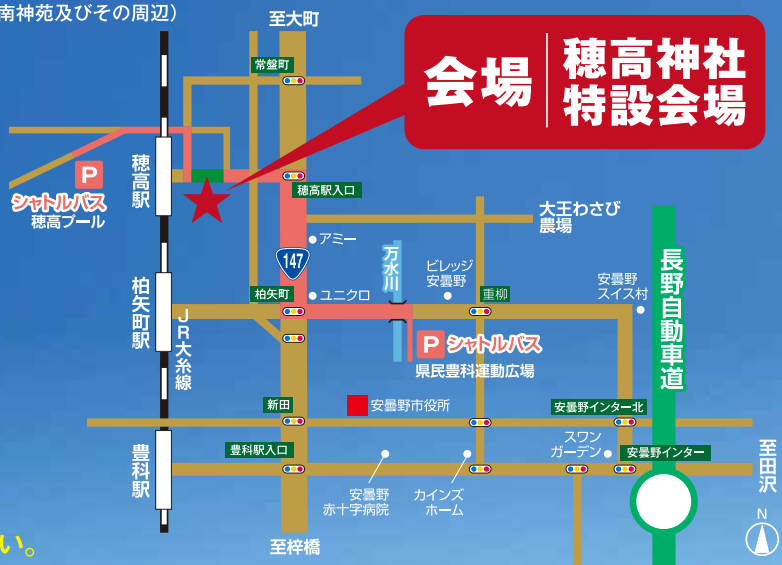 南神苑及びその周辺）
至大町
会場
穂高神社
特設会場
常盤町
P
シャトルバス
穂高プール
穂高駅
穂高駅入口
大王わさび
農場
アミー
147
万水川
ビレッジ
安曇野
安曇野
スイス村
長野自動車道
柏矢町駅
JR大糸線
柏矢町
ユニクロ
重柳
P シャトルバス
県民豊科運動広場
新田
安曇野市役所
安曇野インター北
豊科駅
豊科駅入口
スワン
ガーデン
安曇野インター
至田沢
安曇野
赤十字病院
カインズ
ホーム
N
い。
至梓橋